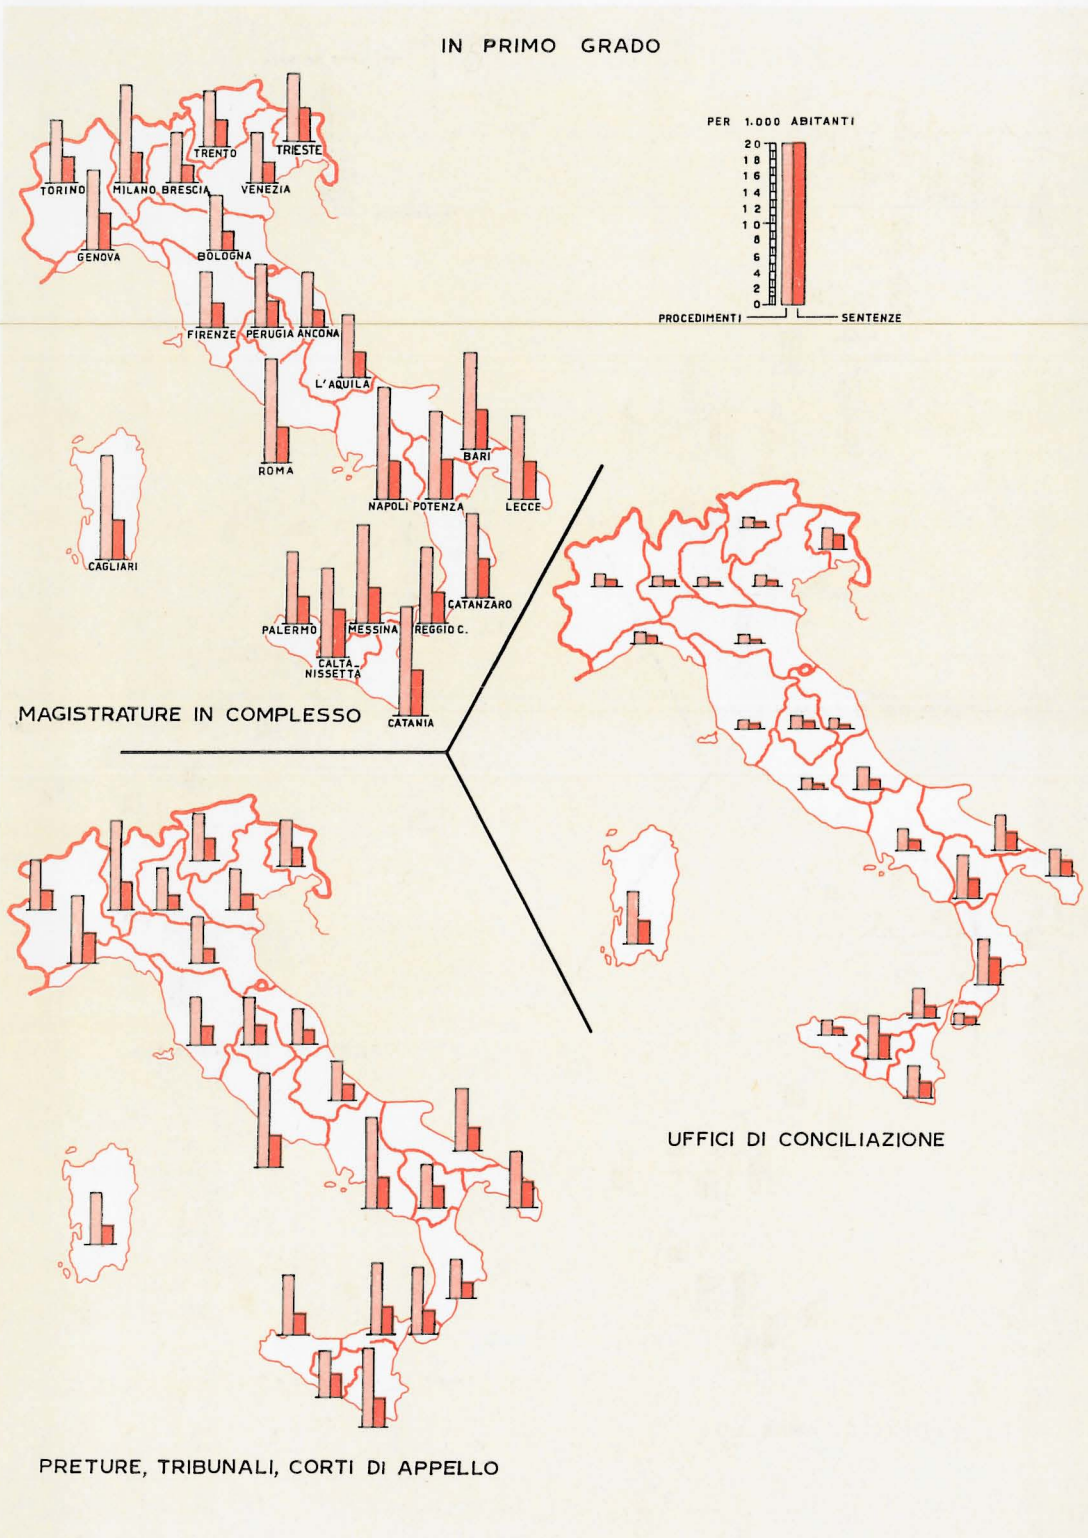 IN PRIMO GRADO
PER 1.000 ABITANTI
20
18
16
14
12
10
8
6
4
2
0
PROCEDIMENTI
SENTENZE
TRIESTE
TRENTO
TORINO
MILANO
BRESCIA
VENEZIA
GENOVA
BOLOGNA
FIRENZE
PERUGIA
ANCONA
L'AQUILA
ROMA
BARI
NAPOLI
POTENZA
LECCE
CAGLIARI
CATANZARO
PALERMO
MESSINA
REGGIO C.
CALTA_
NISSETTA
CATANIA
MAGISTRATURE IN COMPLESSO
UFFICI DI CONCILIAZIONE
PRETURE, TRIBUNALI, CORTI DI APPELLO